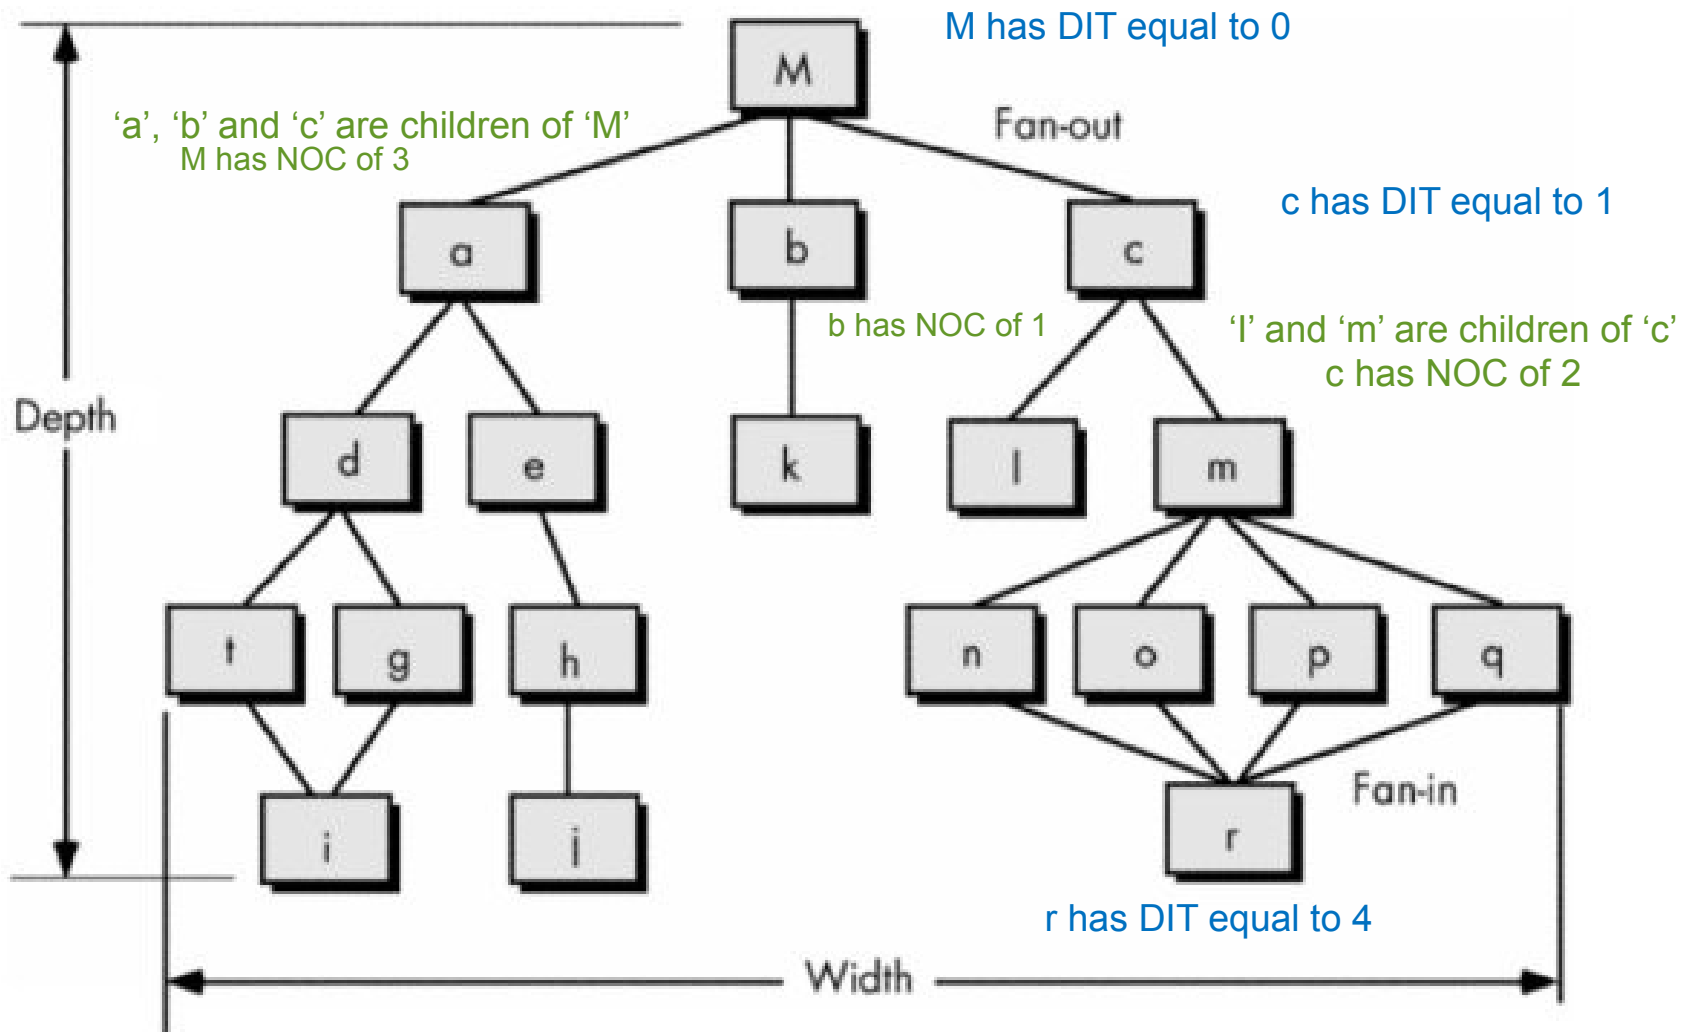 M has DIT equal to 0
M
‘a’, ‘b’ and ‘c’ are children of ‘M’
M has NOC of 3
Fan-out
c has DIT equal to 1
a
b
c
b has NOC of 1
‘l’ and ‘m’ are children of ‘c’
c has NOC of 2
Depth
d
e
k
l
m
t
g
h
n
o
p
q
Fan-in
i
j
r
r has DIT equal to 4
Width